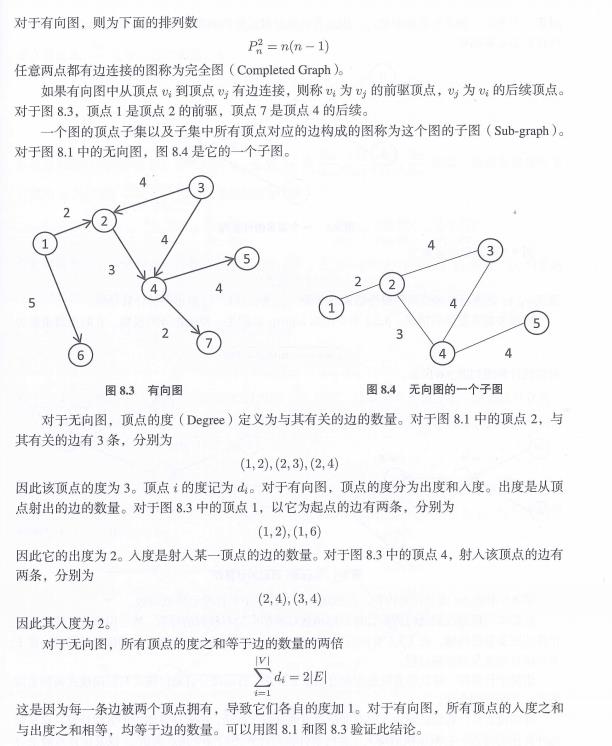 对于有向图，则为下面的排列数
P_n^2 = n(n − 1)
任意两点都有边连接的图称为完全图（Completed Graph）。
如果有向图中从顶点 v_i 到顶点 v_j 有边连接，则称 v_i 为 v_j 的前驱顶点，v_j 为 v_i 的后续顶点。
对于图 8.3，顶点 1 是顶点 2 的前驱，顶点 7 是顶点 4 的后续。
一个图的顶点子集以及子集中所有顶点对应的边构成的图称为这个图的子图（Sub-graph）。
对于图 8.1 中的无向图，图 8.4 是它的一个子图。
1 2 3 4 5 6 7
2 4 3 4 5 4 2
图 8.3 有向图
1 2 3 4 5
2 4 3 4 4
图 8.4 无向图的一个子图
对于无向图，顶点的度（Degree）定义为与其有关的边的数量。对于图 8.1 中的顶点 2，与
其有关的边有 3 条，分别为
(1, 2), (2, 3), (2, 4)
因此该顶点的度为 3。顶点 i 的度记为 d_i。对于有向图，顶点的度分为出度和入度。出度是从顶
点射出的边的数量。对于图 8.3 中的顶点 1，以它为起点的边有两条，分别为
(1, 2), (1, 6)
因此它的出度为 2。入度是射入某一顶点的边的数量。对于图 8.3 中的顶点 4，射入该顶点的边有
两条，分别为
(2, 4), (3, 4)
因此其入度为 2。
对于无向图，所有顶点的度之和等于边的数量的两倍
∑_{i=1}^{|V|} d_i = 2|E|
这是因为每一条边被两个顶点拥有，导致它们各自的度加 1。对于有向图，所有顶点的入度之和
与出度之和相等，均等于边的数量。可以用图 8.1 和图 8.3 验证此结论。